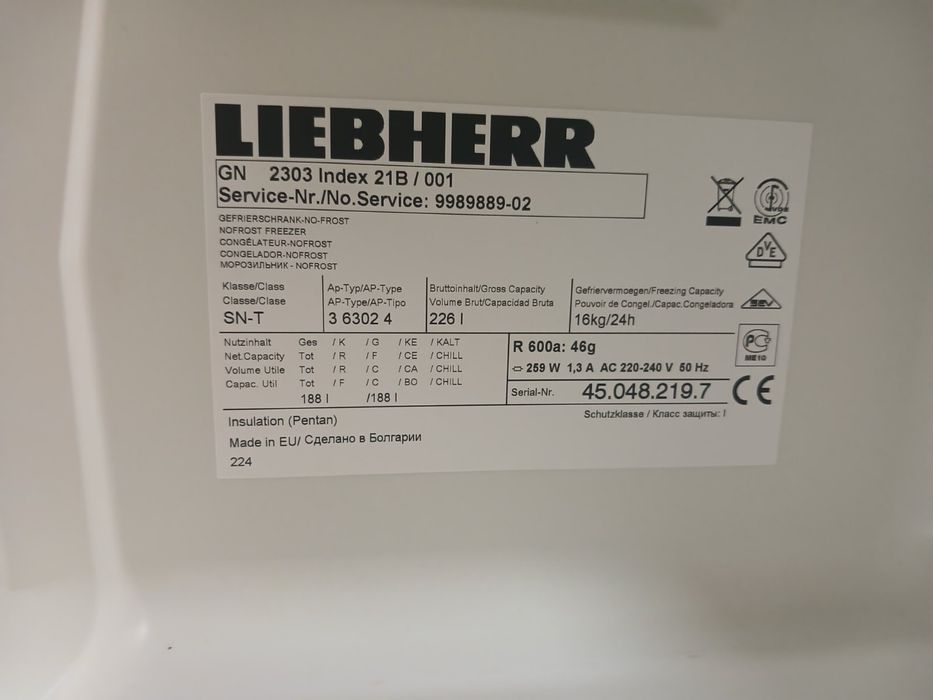 LIEBHERR
GN 2303 Index 21B / 001
Service-Nr./No.Service: 9989889-02
GEFRIERSCHRANK-NO-FROST
NOFROST FREEZER
CONGÉLATEUR-NOFROST
CONGELADOR-NOFROST
МОРОЗИЛЬНИК - NOFROST
EMC
DVE
SEV
ME10
Klasse/Class
Classe/Clase
SN-T
Ap-Typ/AP-Type
AP-Type/AP-Tipo
3 6302 4
Bruttoinhalt/Gross Capacity
Volume Brut/Capacidad Bruta
226 l
Gefriervermoegen/Freezing Capacity
Pouvoir de Congel./Capac.Congeladora
16kg/24h
Nutzinhalt Ges / K / G / KE / KALT
Net.Capacity Tot / R / F / CE / CHILL
Volume Utile Tot / R / C / CA / CHILL
Capac. Util Tot / F / C / BO / CHILL
188 l /188 l
R 600a: 46g
259 W 1,3 A AC 220-240 V 50 Hz
Serial-Nr. 45.048.219.7
CE
Schutzklasse / Класс защиты: I
Insulation (Pentan)
Made in EU/ Сделано в Болгарии
224